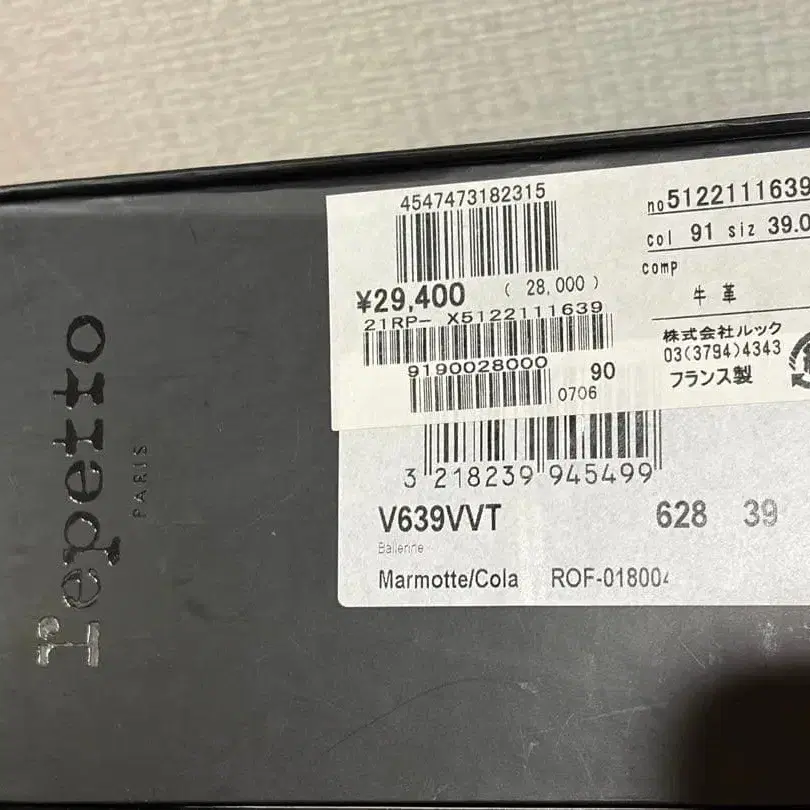 repetto
PARIS
4547473182315
¥29,400 ( 28,000 )
21RP- X5122111639
9190028000 90
0706
no5122111639
col 91 siz 39.0
comp
牛革
株式会社ルック
03(3794)4343
フランス製
3 218239 945499
V639VVT 628 39
Ballerine
Marmotte/Cola ROF-018004